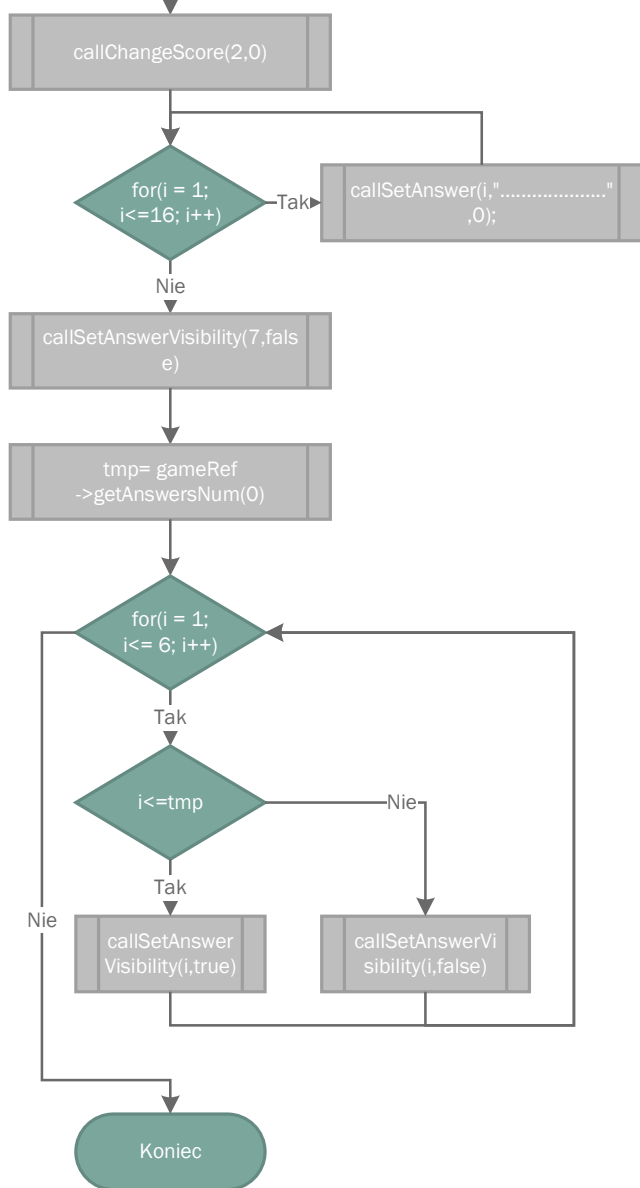 callChangeScore(2,0)
for(i = 1;
i<=16; i++)
Tak
callSetAnswer(i,"....................."
,0);
Nie
callSetAnswerVisibility(7,fals
e)
tmp= gameRef
->getAnswersNum(0)
for(i = 1;
i<= 6; i++)
Tak
i<=tmp
Nie
Tak
Nie
callSetAnswer
Visibility(i,true)
callSetAnswerVi
sibility(i,false)
Koniec